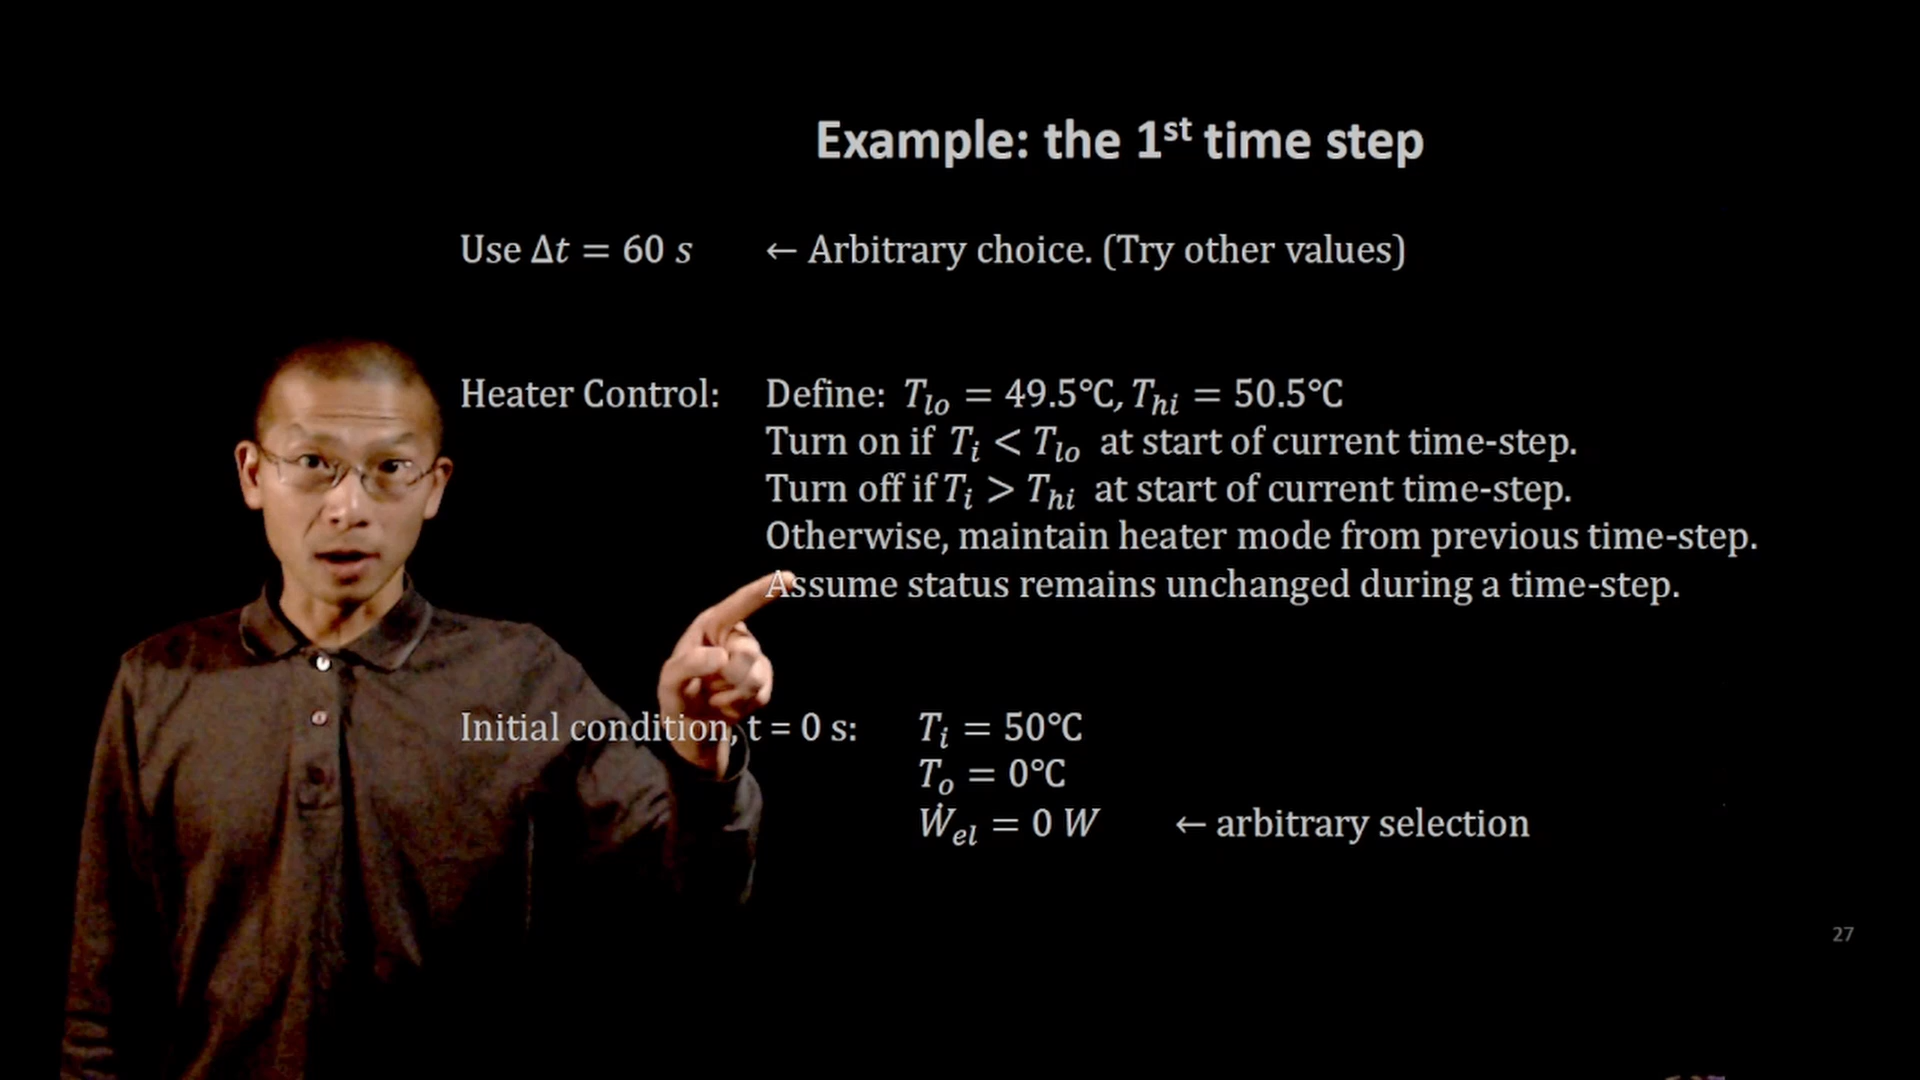 Example: the 1st time step
Use Δt = 60 s ← Arbitrary choice. (Try other values)
Heater Control: Define: T_lo = 49.5℃, T_hi = 50.5℃
Turn on if T_i < T_lo at start of current time-step.
Turn off if T_i > T_hi at start of current time-step.
Otherwise, maintain heater mode from previous time-step.
Assume status remains unchanged during a time-step.
Initial condition, t = 0 s: T_i = 50℃
T_o = 0℃
Ẇ_el = 0 W ← arbitrary selection
27